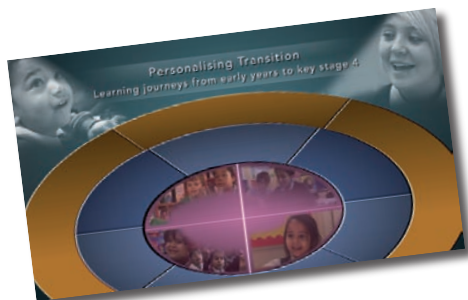 Personalising Transition
Learning journeys from early years to key stage 4